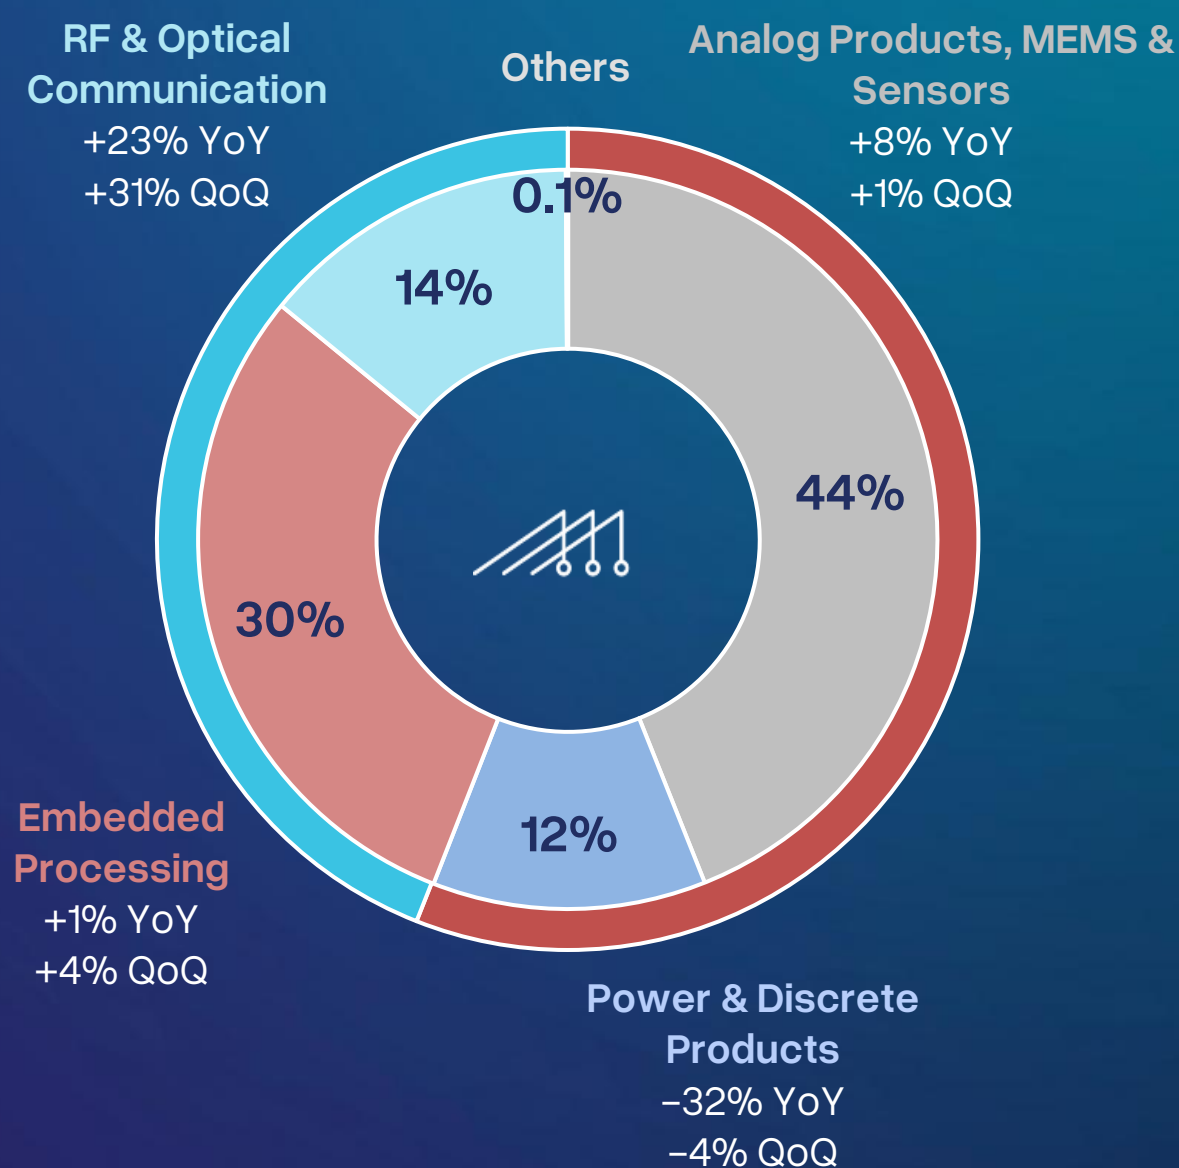 RF & Optical
Communication
+23% YoY
+31% QoQ
Others
Analog Products, MEMS &
Sensors
+8% YoY
+1% QoQ
0.1%
14%
44%
30%
12%
Embedded
Processing
+1% YoY
+4% QoQ
Power & Discrete
Products
−32% YoY
−4% QoQ